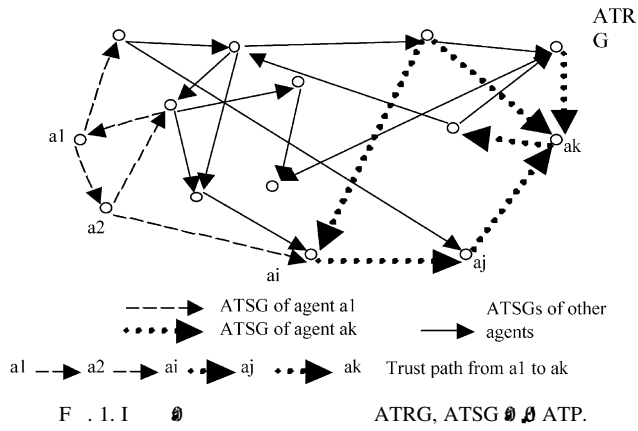 ATR
G
a1
ak
a2
ai
aj
ATSG of agent a1
ATSG of agent ak
ATSGs of other
agents
a1 a2 ai aj ak Trust path from a1 to ak
F . 1. I ATRG, ATSG ATP.